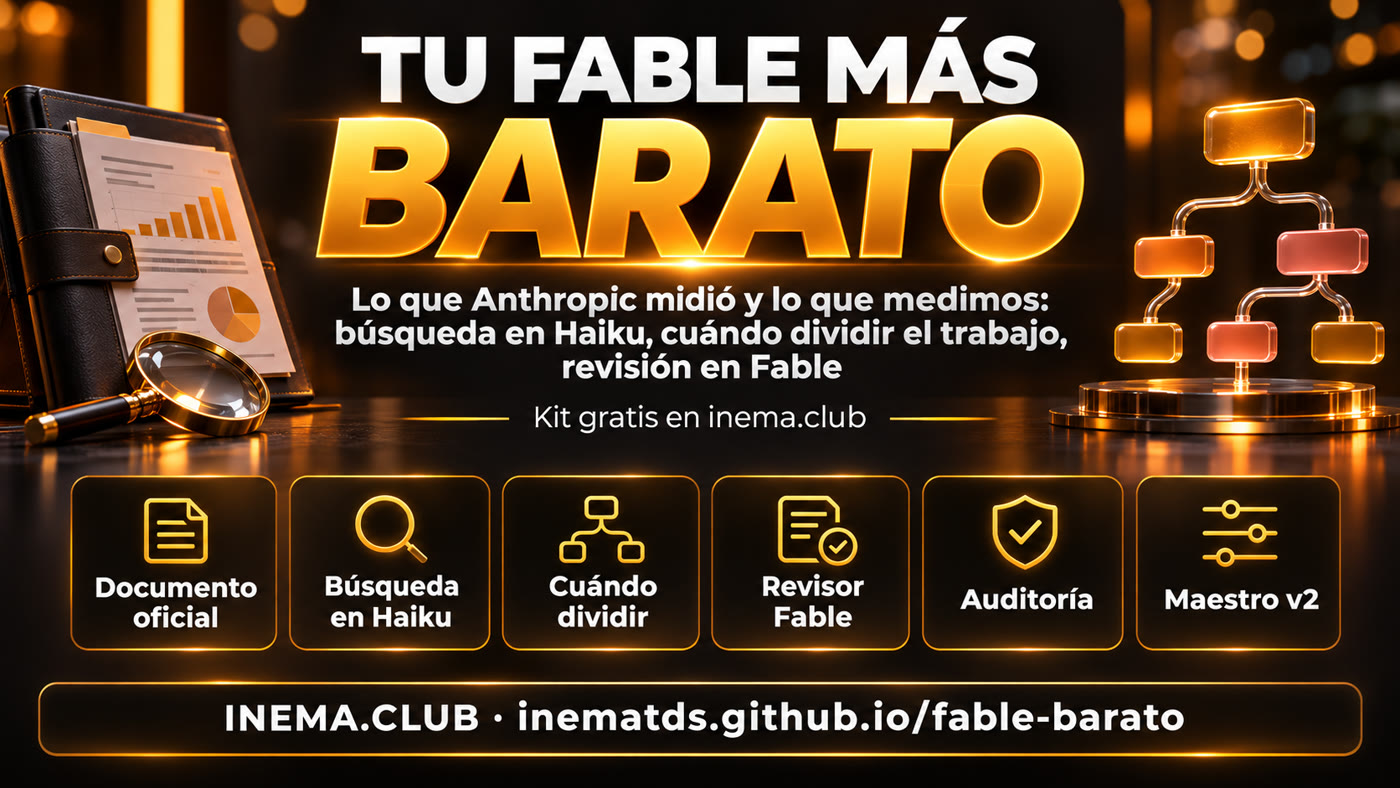 TU FABLE MÁS
BARATO
Lo que Anthropic midió y lo que medimos:
búsqueda en Haiku, cuándo dividir el trabajo,
revisión en Fable
Kit gratis en inema.club
Documento
oficial
Búsqueda
en Haiku
Cuándo
dividir
Revisor
Fable
Auditoría
Maestro v2
INEMA.CLUB · inematds.github.io/fable-barato